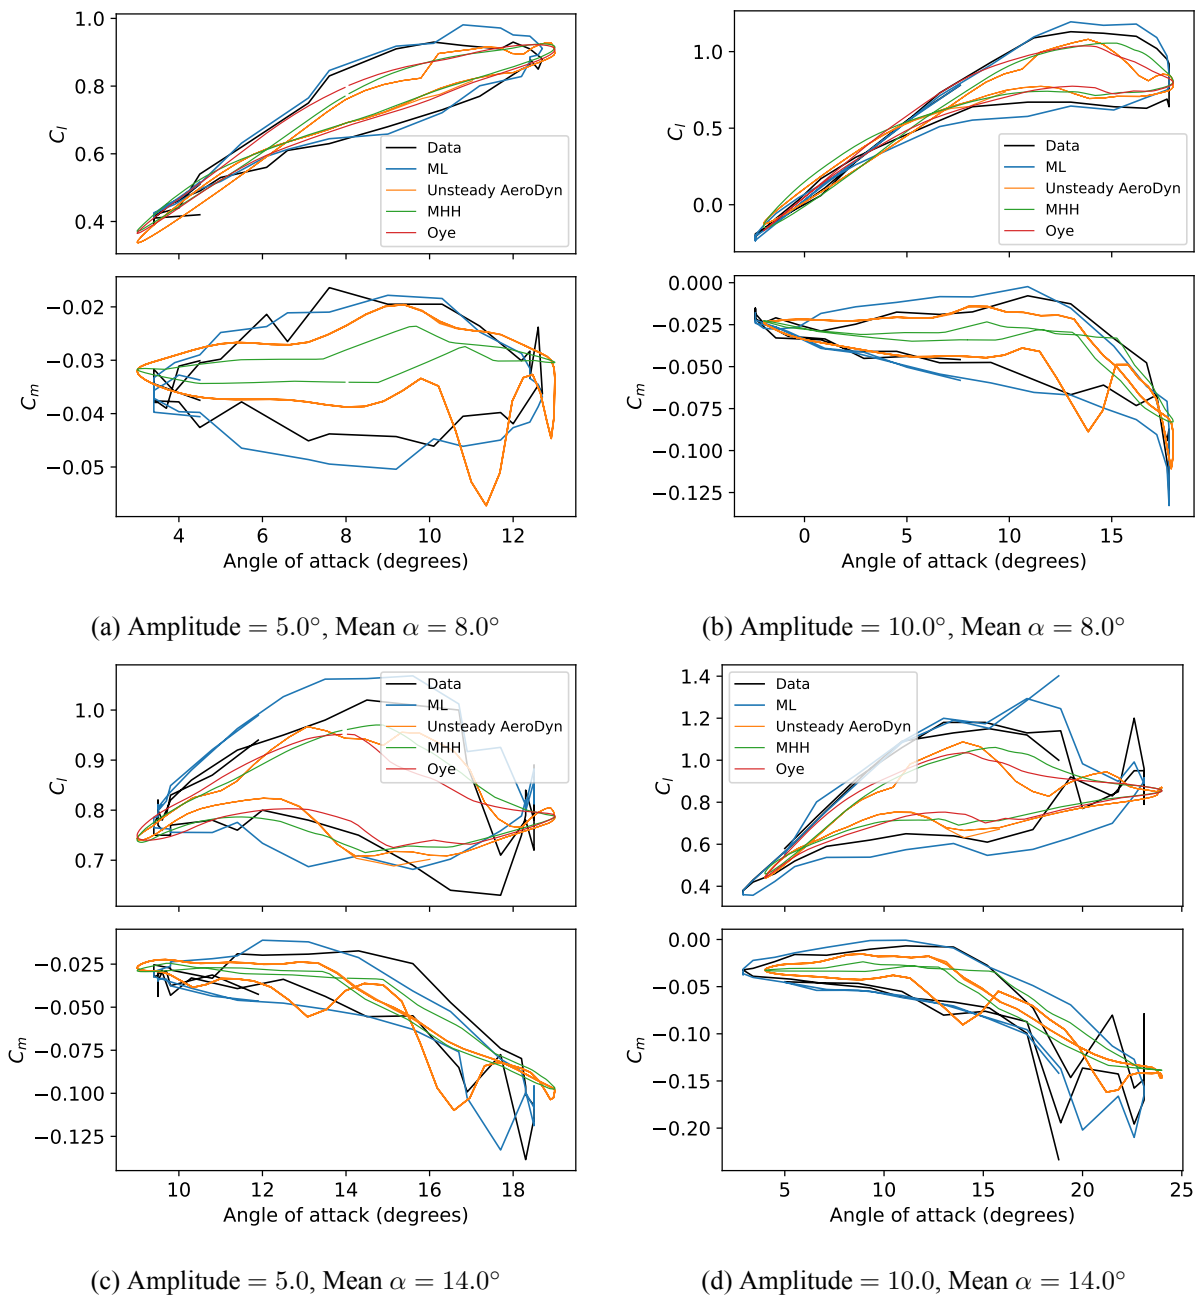 1.0
0.8
0.6
0.4
C_l
Data
ML
Unsteady AeroDyn
MHH
Oye
−0.02
−0.03
−0.04
−0.05
C_m
4 6 8 10 12
Angle of attack (degrees)
(a) Amplitude = 5.0°, Mean α = 8.0°
1.0
0.5
0.0
C_l
Data
ML
Unsteady AeroDyn
MHH
Oye
0.000
−0.025
−0.050
−0.075
−0.100
−0.125
C_m
0 5 10 15
Angle of attack (degrees)
(b) Amplitude = 10.0°, Mean α = 8.0°
1.0
0.9
0.8
0.7
C_l
Data
ML
Unsteady AeroDyn
MHH
Oye
−0.025
−0.050
−0.075
−0.100
−0.125
C_m
10 12 14 16 18
Angle of attack (degrees)
(c) Amplitude = 5.0, Mean α = 14.0°
1.4
1.2
1.0
0.8
0.6
0.4
C_l
Data
ML
Unsteady AeroDyn
MHH
Oye
0.00
−0.05
−0.10
−0.15
−0.20
C_m
5 10 15 20 25
Angle of attack (degrees)
(d) Amplitude = 10.0, Mean α = 14.0°